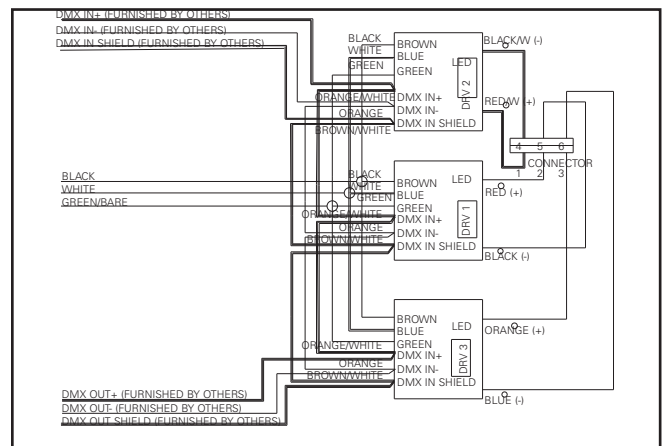 DMX IN+ (FURNISHED BY OTHERS)
DMX IN- (FURNISHED BY OTHERS)
DMX IN SHIELD (FURNISHED BY OTHERS)
BLACK
WHITE
GREEN
ORANGE/WHITE
ORANGE
BROWN/WHITE
BROWN
BLUE
GREEN
DMX IN+
DMX IN-
DMX IN SHIELD
LED
DRV 2
BLACK/W (-)
RED/W (+)
4 5 6
CONNECTOR
1 2 3
BLACK
WHITE
GREEN/BARE
BLACK
WHITE
GREEN
ORANGE/WHITE
ORANGE
BROWN/WHITE
BROWN
BLUE
GREEN
DMX IN+
DMX IN-
DMX IN SHIELD
LED
DRV 1
RED (+)
BLACK (-)
ORANGE/WHITE
ORANGE
BROWN/WHITE
BROWN
BLUE
GREEN
DMX IN+
DMX IN-
DMX IN SHIELD
LED
DRV 3
ORANGE (+)
BLUE (-)
DMX OUT+ (FURNISHED BY OTHERS)
DMX OUT- (FURNISHED BY OTHERS)
DMX OUT SHIELD (FURNISHED BY OTHERS)